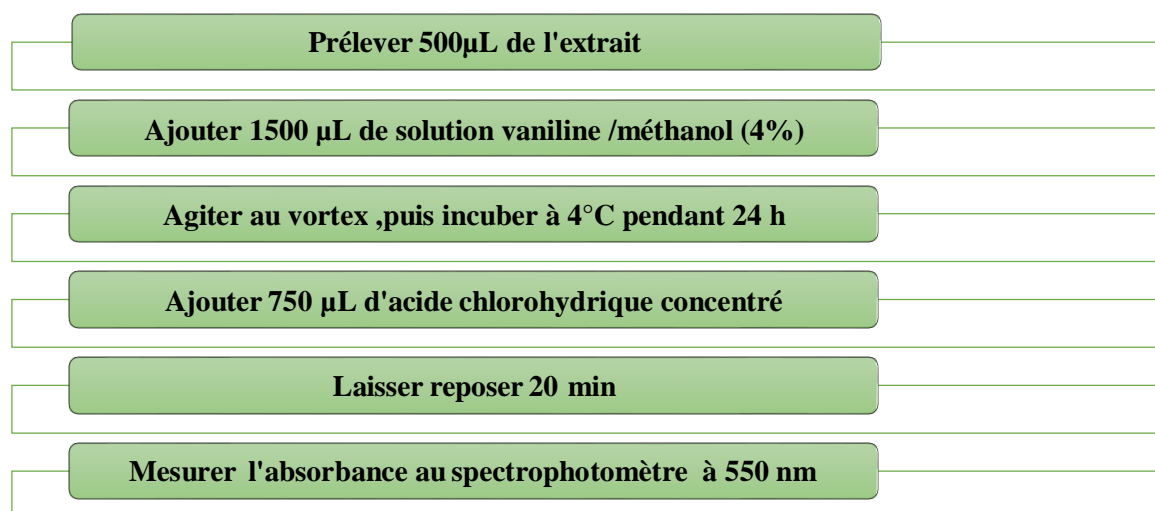 Prélever 500µL de l'extrait
Ajouter 1500 µL de solution vaniline /méthanol (4%)
Agiter au vortex ,puis incuber à 4°C pendant 24 h
Ajouter 750 µL d'acide chlorohydrique concentré
Laisser reposer 20 min
Mesurer l'absorbance au spectrophotomètre à 550 nm